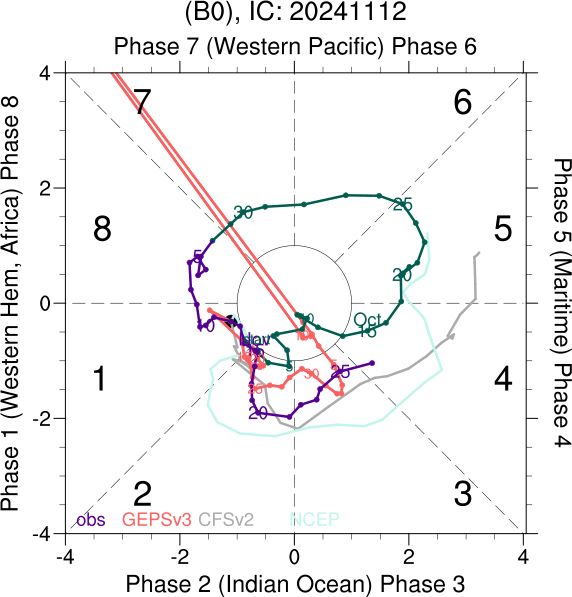 (B0), IC: 20241112
Phase 7 (Western Pacific) Phase 6
Phase 1 (Western Hem, Africa) Phase 8
Phase 5 (Maritime) Phase 4
4
2
0
-2
-4
7
6
8
5
1
4
2
3
30
25
20
15
Oct
5
Nov
30
25
20
5
obs GEPSv3 CFSv2 NCEP
-4 -2 0 2 4
Phase 2 (Indian Ocean) Phase 3